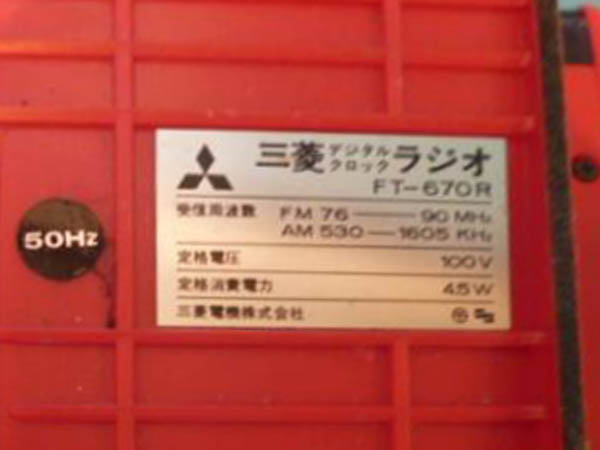 三菱デジタルクロックラジオ
FT-670R
受信周波数 FM 76 — 90 MHz
AM 530 — 1605 KHz
定格電圧 100V
定格消費電力 4.5W
三菱電機株式会社
50Hz